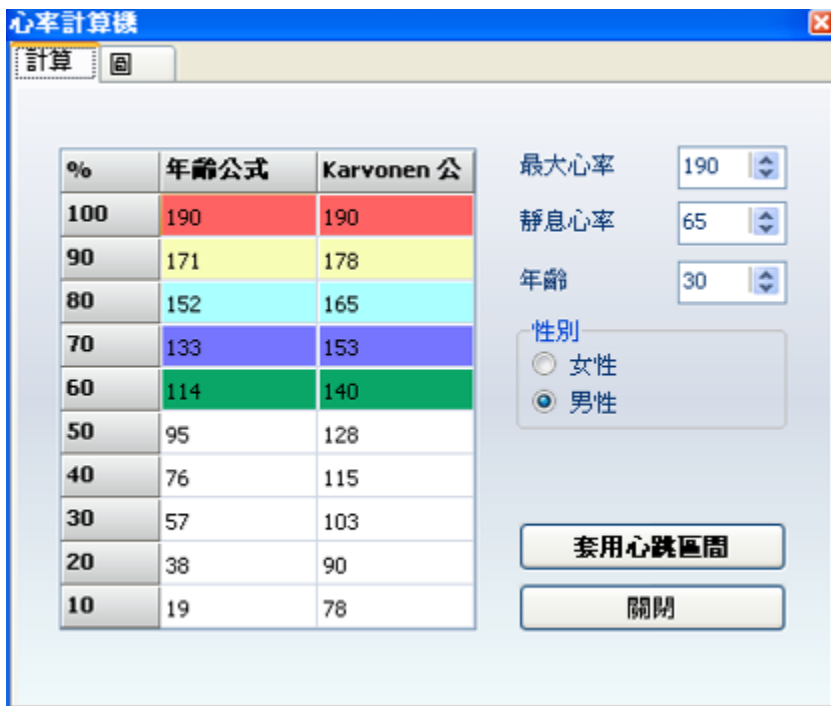 心率計算機
計算 圖
% 年齡公式 Karvonen 公
100 190 190
90 171 178
80 152 165
70 133 153
60 114 140
50 95 128
40 76 115
30 57 103
20 38 90
10 19 78
最大心率 190
靜息心率 65
年齡 30
性別
女性
男性
套用心跳區間
關閉